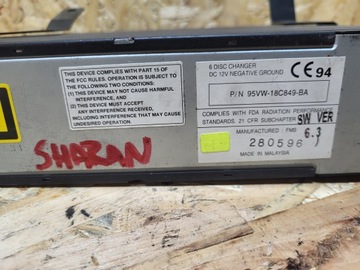 THIS DEVICE COMPLIES WITH PART 15 OF
THE FCC RULES. OPERATION IS SUBJECT TO
THE FOLLOWING TWO CONDITIONS:
(1) THIS DEVICE MAY NOT CAUSE HARMFUL
INTERFERENCE, AND
(2) THIS DEVICE MUST ACCEPT
ANY INTERFERENCE RECEIVED,
INCLUDING INTERFERENCE THAT MAY CAUSE
UNDESIRED OPERATION.
SHARAN
6 DISC CHANGER
DC 12V NEGATIVE GROUND
CE 94
P/N 95VW-18C849-BA
COMPLIES WITH FDA RADIATION PERFORMANCE
STANDARDS, 21 CFR SUBCHAPTER
SW VER
MANUFACTURED FMS
6.3
280596
MADE IN MALAYSIA